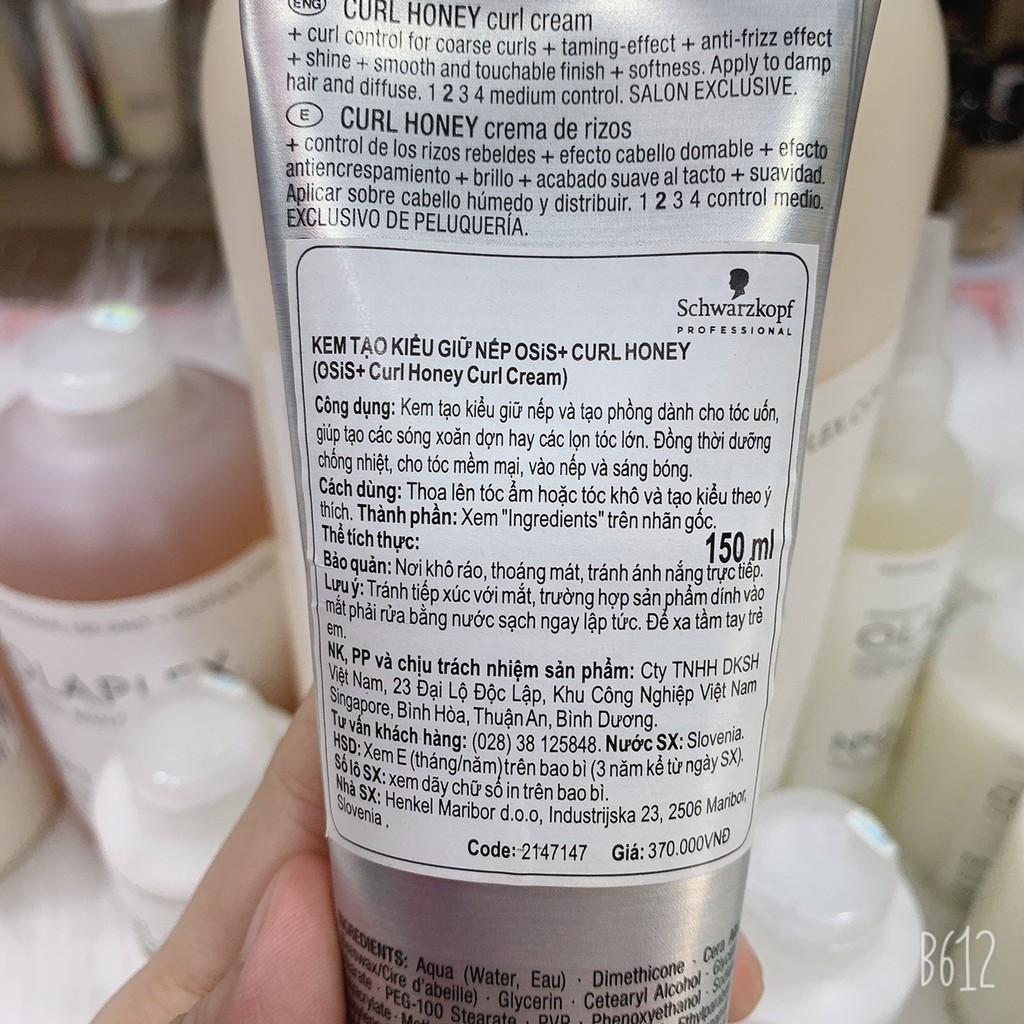 ENG CURL HONEY curl cream
+ curl control for coarse curls + taming-effect + anti-frizz effect
+ shine + smooth and touchable finish + softness. Apply to damp
hair and diffuse. 1 2 3 4 medium control. SALON EXCLUSIVE.
E CURL HONEY crema de rizos
+ control de los rizos rebeldes + efecto cabello domable + efecto
antiencrespamiento + brillo + acabado suave al tacto + suavidad.
Aplicar sobre cabello húmedo y distribuir. 1 2 3 4 control medio.
EXCLUSIVO DE PELUQUERÍA.
Schwarzkopf
PROFESSIONAL
KEM TẠO KIỂU GIỮ NẾP OSiS+ CURL HONEY
(OSiS+ Curl Honey Curl Cream)
Công dụng: Kem tạo kiểu giữ nếp và tạo phồng dành cho tóc uốn,
giúp tạo các sóng xoăn dợn hay các lọn tóc lớn. Đồng thời dưỡng
chống nhiệt, cho tóc mềm mại, vào nếp và sáng bóng.
Cách dùng: Thoa lên tóc ẩm hoặc tóc khô và tạo kiểu theo ý
thích. Thành phần: Xem "Ingredients" trên nhãn gốc.
Thể tích thực: 150 ml
Bảo quản: Nơi khô ráo, thoáng mát, tránh ánh nắng trực tiếp.
Lưu ý: Tránh tiếp xúc với mắt, trường hợp sản phẩm dính vào
mắt phải rửa bằng nước sạch ngay lập tức. Để xa tầm tay trẻ
em.
NK, PP và chịu trách nhiệm sản phẩm: Cty TNHH DKSH
Việt Nam, 23 Đại Lộ Độc Lập, Khu Công Nghiệp Việt Nam
Singapore, Bình Hòa, Thuận An, Bình Dương.
Tư vấn khách hàng: (028) 38 125848. Nước SX: Slovenia.
HSD: Xem E (tháng/năm) trên bao bì (3 năm kể từ ngày SX).
Số lô SX: xem dãy chữ số in trên bao bì.
Nhà SX: Henkel Maribor d.o.o, Industrijska 23, 2506 Maribor,
Slovenia .
Code: 2147147 Giá: 370.000VNĐ
INGREDIENTS: Aqua (Water, Eau) · Dimethicone · Cera
Beeswax/Cire d'abeille) · Glycerin · Cetearyl Alcohol
PEG-100 Stearate · PVP · Phenoxyethanol
B612